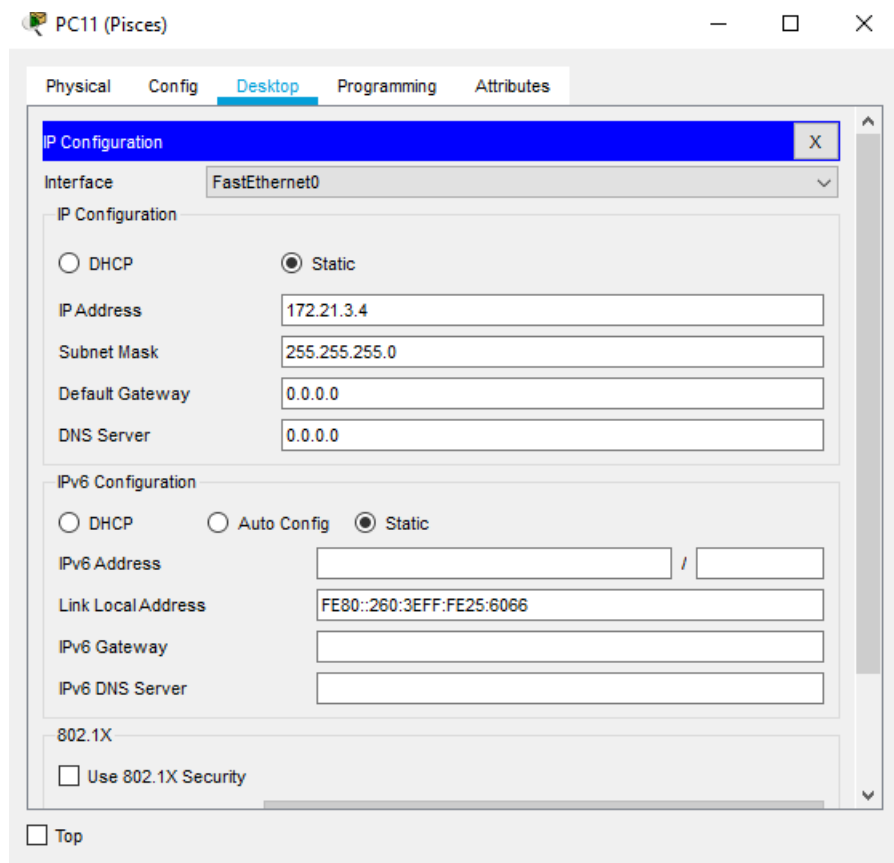 PC11 (Pisces)
Physical Config Desktop Programming Attributes
IP Configuration X
Interface FastEthernet0
IP Configuration
DHCP Static
IP Address 172.21.3.4
Subnet Mask 255.255.255.0
Default Gateway 0.0.0.0
DNS Server 0.0.0.0
IPv6 Configuration
DHCP Auto Config Static
IPv6 Address /
Link Local Address FE80::260:3EFF:FE25:6066
IPv6 Gateway
IPv6 DNS Server
802.1X
Use 802.1X Security
Top